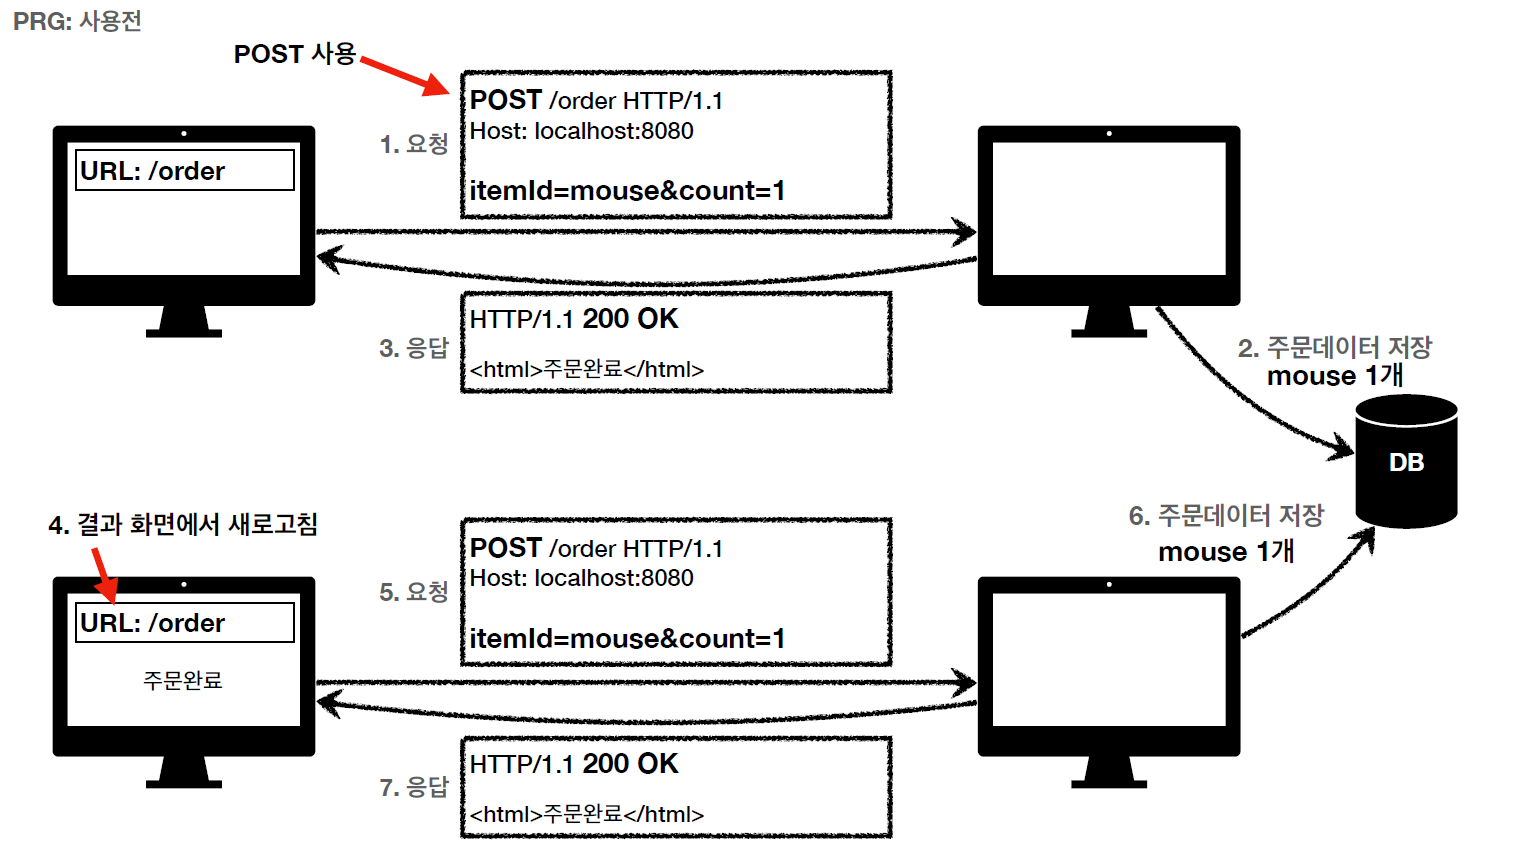 PRG: 사용전
POST 사용
POST /order HTTP/1.1
1. 요청
Host: localhost:8080
itemId=mouse&count=1
URL: /order
HTTP/1.1 200 OK
3. 응답
<html>주문완료</html>
2. 주문데이터 저장
mouse 1개
DB
4. 결과 화면에서 새로고침
6. 주문데이터 저장
mouse 1개
POST /order HTTP/1.1
Host: localhost:8080
5. 요청
itemId=mouse&count=1
URL: /order
주문완료
HTTP/1.1 200 OK
7. 응답
<html>주문완료</html>